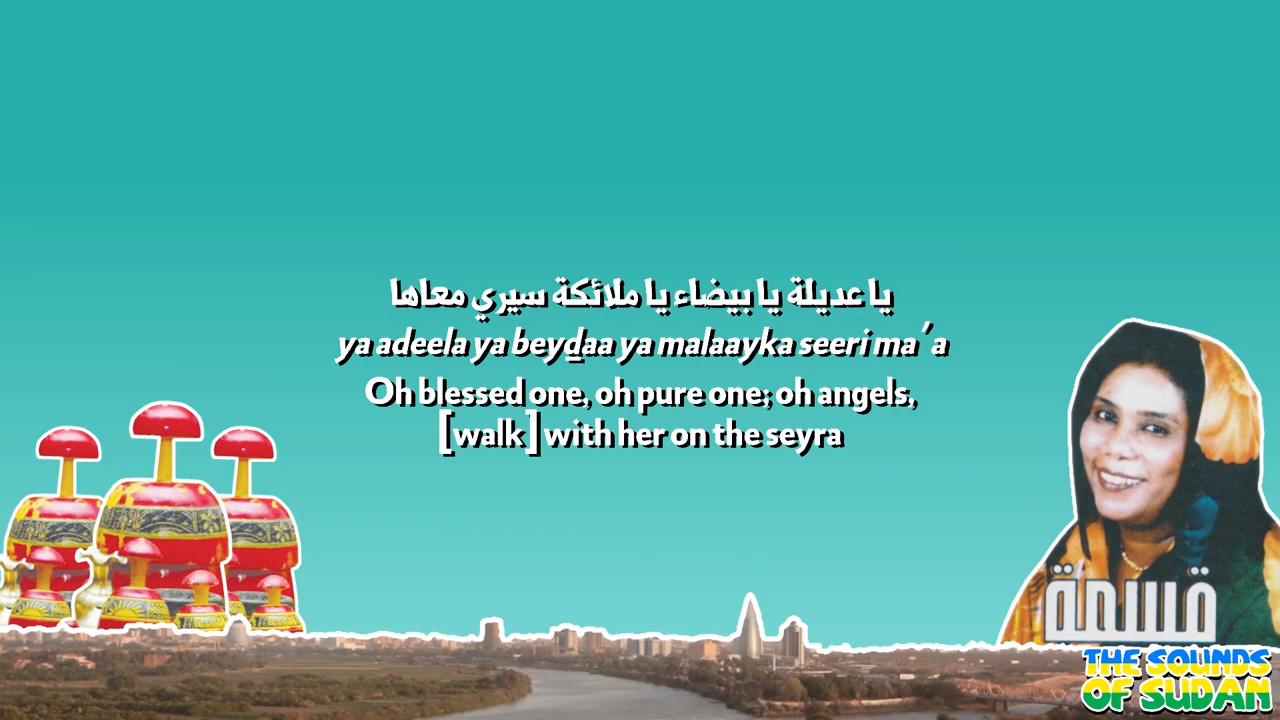 يا عديلة يا بيضاء يا ملائكة سيري معاها
ya adeela ya beyḏaa ya malaayka seeri ma'a
Oh blessed one, oh pure one; oh angels,
[walk] with her on the seyra
قسمة
THE SOUNDS
OF SUDAN